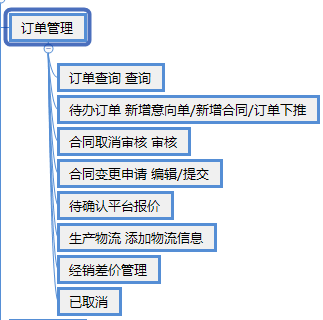 订单管理
订单查询 查询
待办订单 新增意向单/新增合同/订单下推
合同取消审核 审核
合同变更申请 编辑/提交
待确认平台报价
生产物流 添加物流信息
经销差价管理
已取消